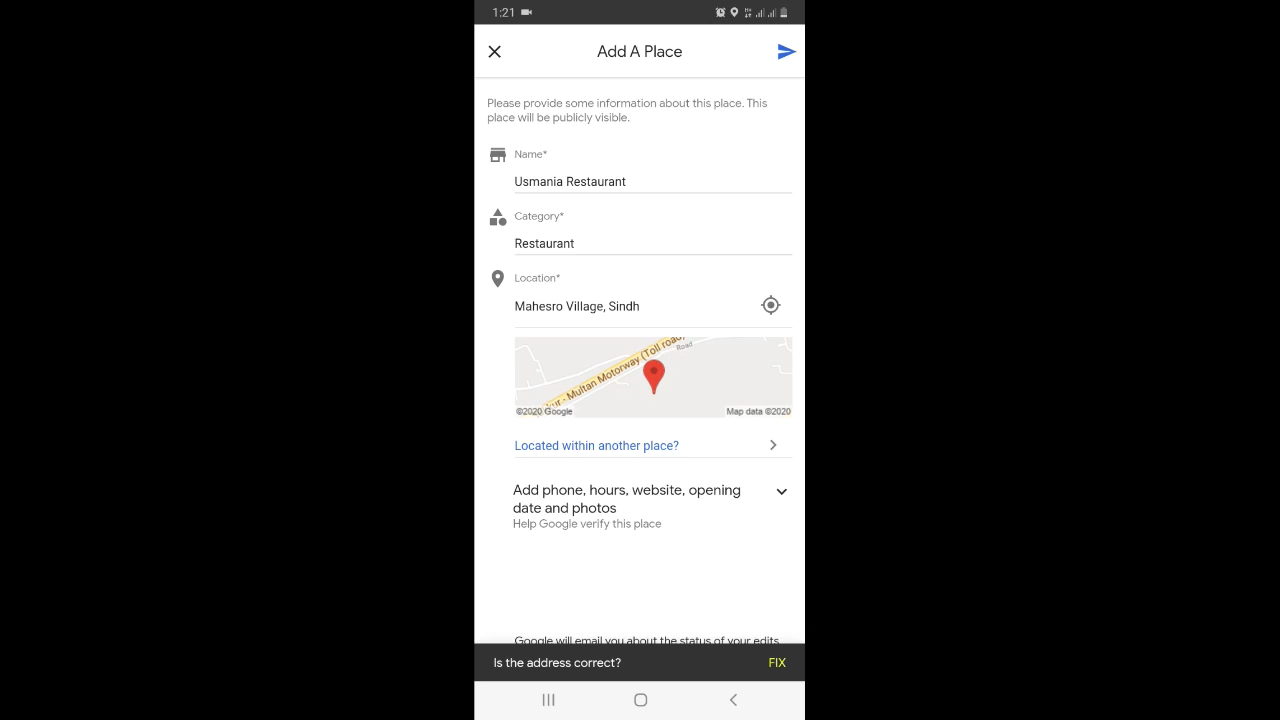 1:21
Add A Place
Please provide some information about this place. This
place will be publicly visible.
Name*
Usmania Restaurant
Category*
Restaurant
Location*
Mahesro Village, Sindh
ur - Multan Motorway (Toll road)
Road
©2020 Google
Map data ©2020
Located within another place?
Add phone, hours, website, opening
date and photos
Help Google verify this place
Google will email you about the status of your edits
Is the address correct?
FIX